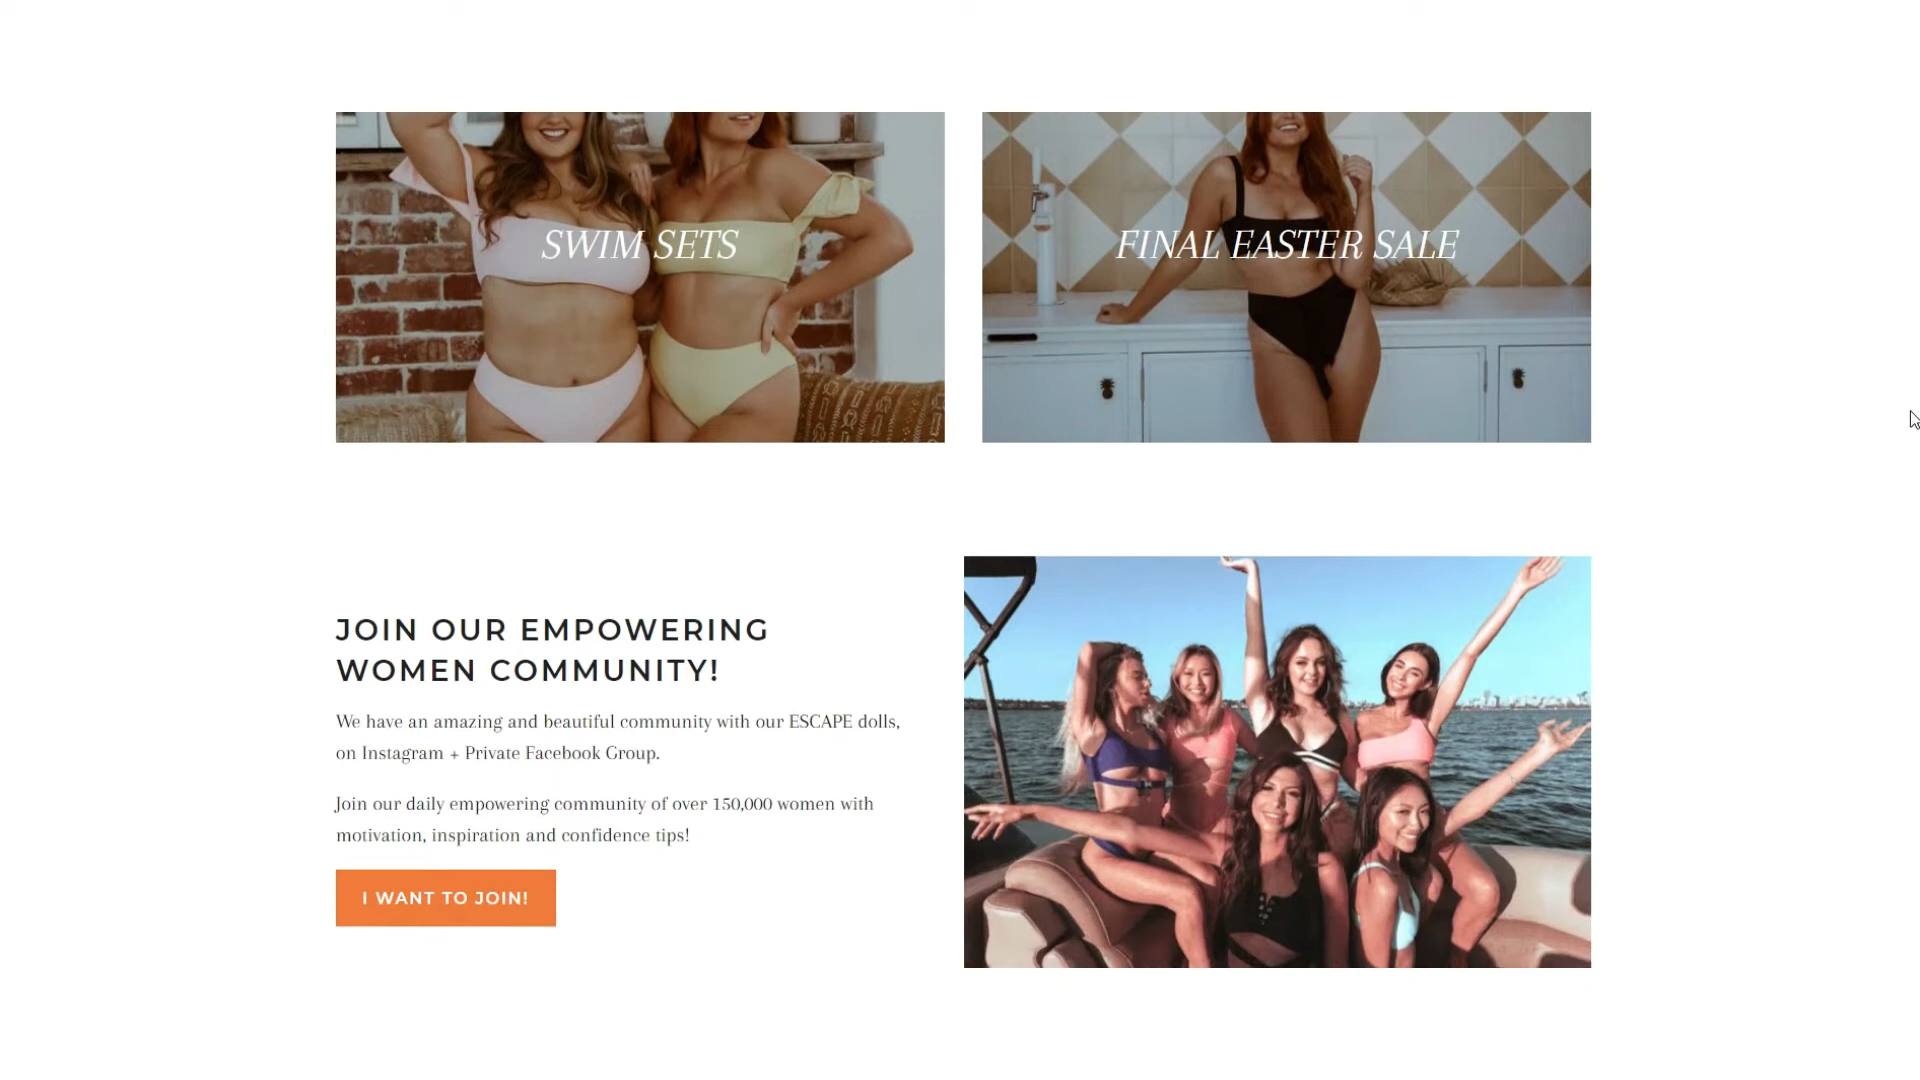 SWIM SETS
FINAL EASTER SALE
JOIN OUR EMPOWERING
WOMEN COMMUNITY!
We have an amazing and beautiful community with our ESCAPE dolls,
on Instagram + Private Facebook Group.
Join our daily empowering community of over 150,000 women with
motivation, inspiration and confidence tips!
I WANT TO JOIN!